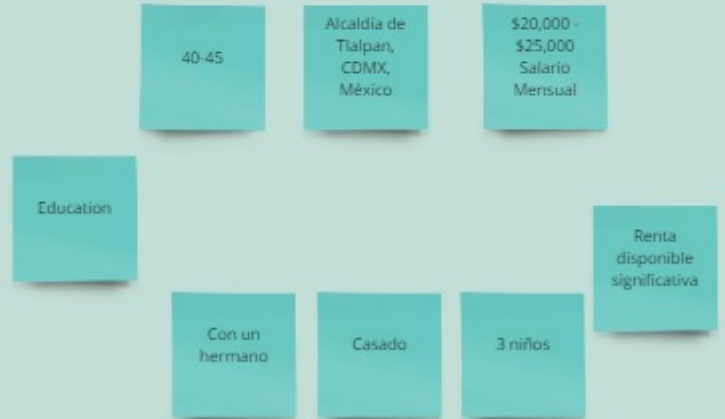 40-45
Alcaldía de
Tlalpan,
CDMX,
México
$20,000 -
$25,000
Salario
Mensual
Education
Renta
disponible
significativa
Con un
hermano
Casado
3 niños